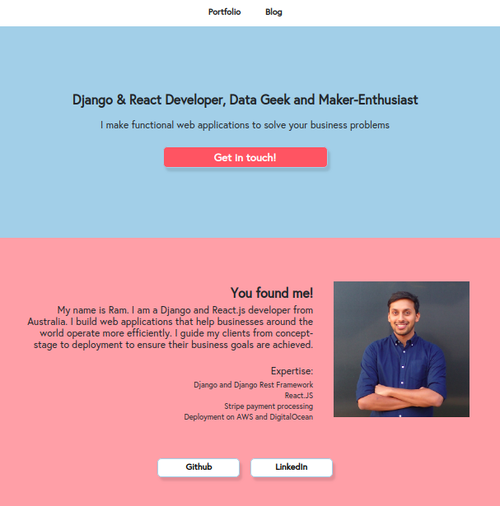 Portfolio Blog
Django & React Developer, Data Geek and Maker-Enthusiast
I make functional web applications to solve your business problems
Get in touch!
You found me!
My name is Ram. I am a Django and React.js developer from
Australia. I build web applications that help businesses around the
world operate more efficiently. I guide my clients from concept-
stage to deployment to ensure their business goals are achieved.
Expertise:
Django and Django Rest Framework
React.JS
Stripe payment processing
Deployment on AWS and DigitalOcean
Github LinkedIn